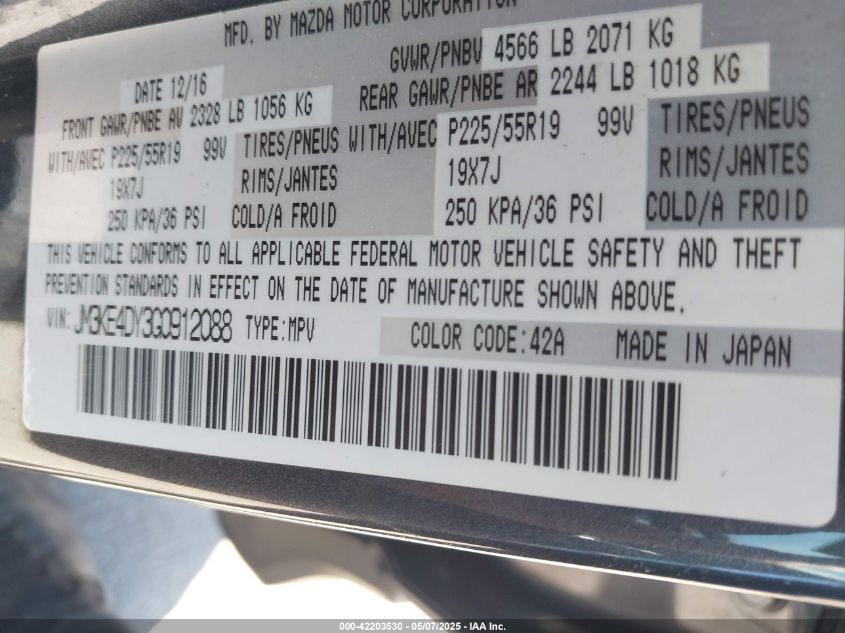 MFD. BY MAZDA MOTOR CORPORATION
GVWR/PNBV 4566 LB 2071 KG
DATE 12/16
REAR GAWR/PNBE AR 2244 LB 1018 KG
FRONT GAWR/PNBE AV 2328 LB 1056 KG
WITH/AVEC P225/55R19 99V TIRES/PNEUS WITH/AVEC P225/55R19 99V TIRES/PNEUS
19X7J RIMS/JANTES 19X7J RIMS/JANTES
250 KPA/36 PSI COLD/A FROID 250 KPA/36 PSI COLD/A FROID
THIS VEHICLE CONFORMS TO ALL APPLICABLE FEDERAL MOTOR VEHICLE SAFETY AND THEFT
PREVENTION STANDARDS IN EFFECT ON THE DATE OF MANUFACTURE SHOWN ABOVE.
VIN: JM3KE4DY3G0912088 TYPE:MPV COLOR CODE:42A MADE IN JAPAN
000-42203530 - 05/07/2025 - IAA Inc.